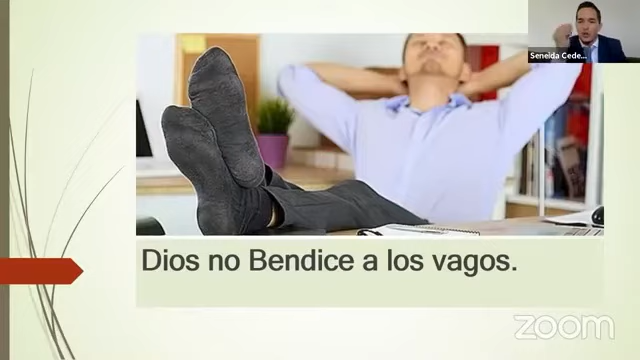 Seneida Cede...
Dios no Bendice a los vagos.
zoom